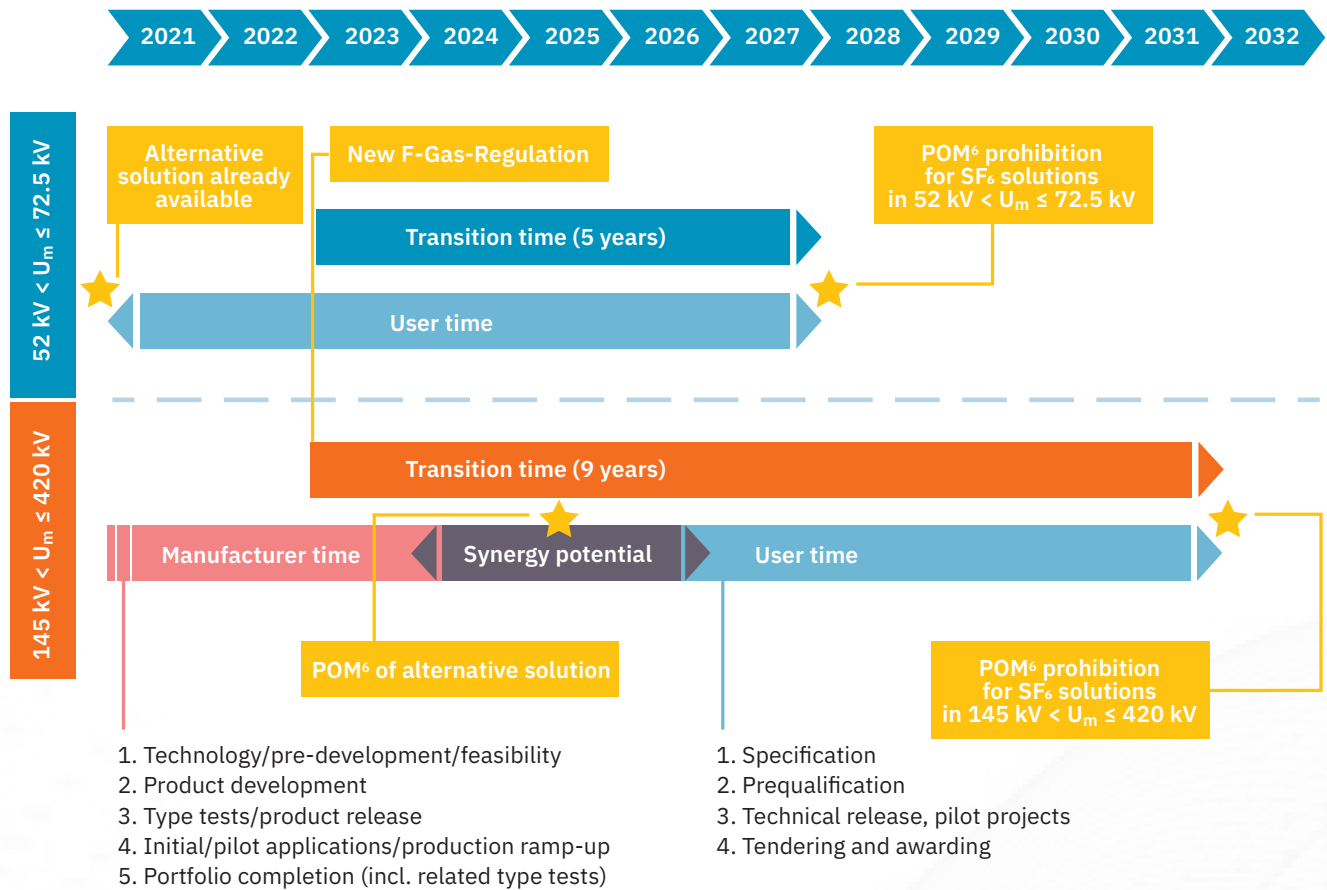 2021 2022 2023 2024 2025 2026 2027 2028 2029 2030 2031 2032
52 kV < Uₘ ≤ 72.5 kV
Alternative
solution already
available
New F-Gas-Regulation
POM⁶ prohibition
for SF₆ solutions
in 52 kV < Uₘ ≤ 72.5 kV
Transition time (5 years)
User time
145 kV < Uₘ ≤ 420 kV
Transition time (9 years)
Manufacturer time
Synergy potential
User time
POM⁶ of alternative solution
POM⁶ prohibition
for SF₆ solutions
in 145 kV < Uₘ ≤ 420 kV
1. Technology/pre-development/feasibility
2. Product development
3. Type tests/product release
4. Initial/pilot applications/production ramp-up
5. Portfolio completion (incl. related type tests)
1. Specification
2. Prequalification
3. Technical release, pilot projects
4. Tendering and awarding